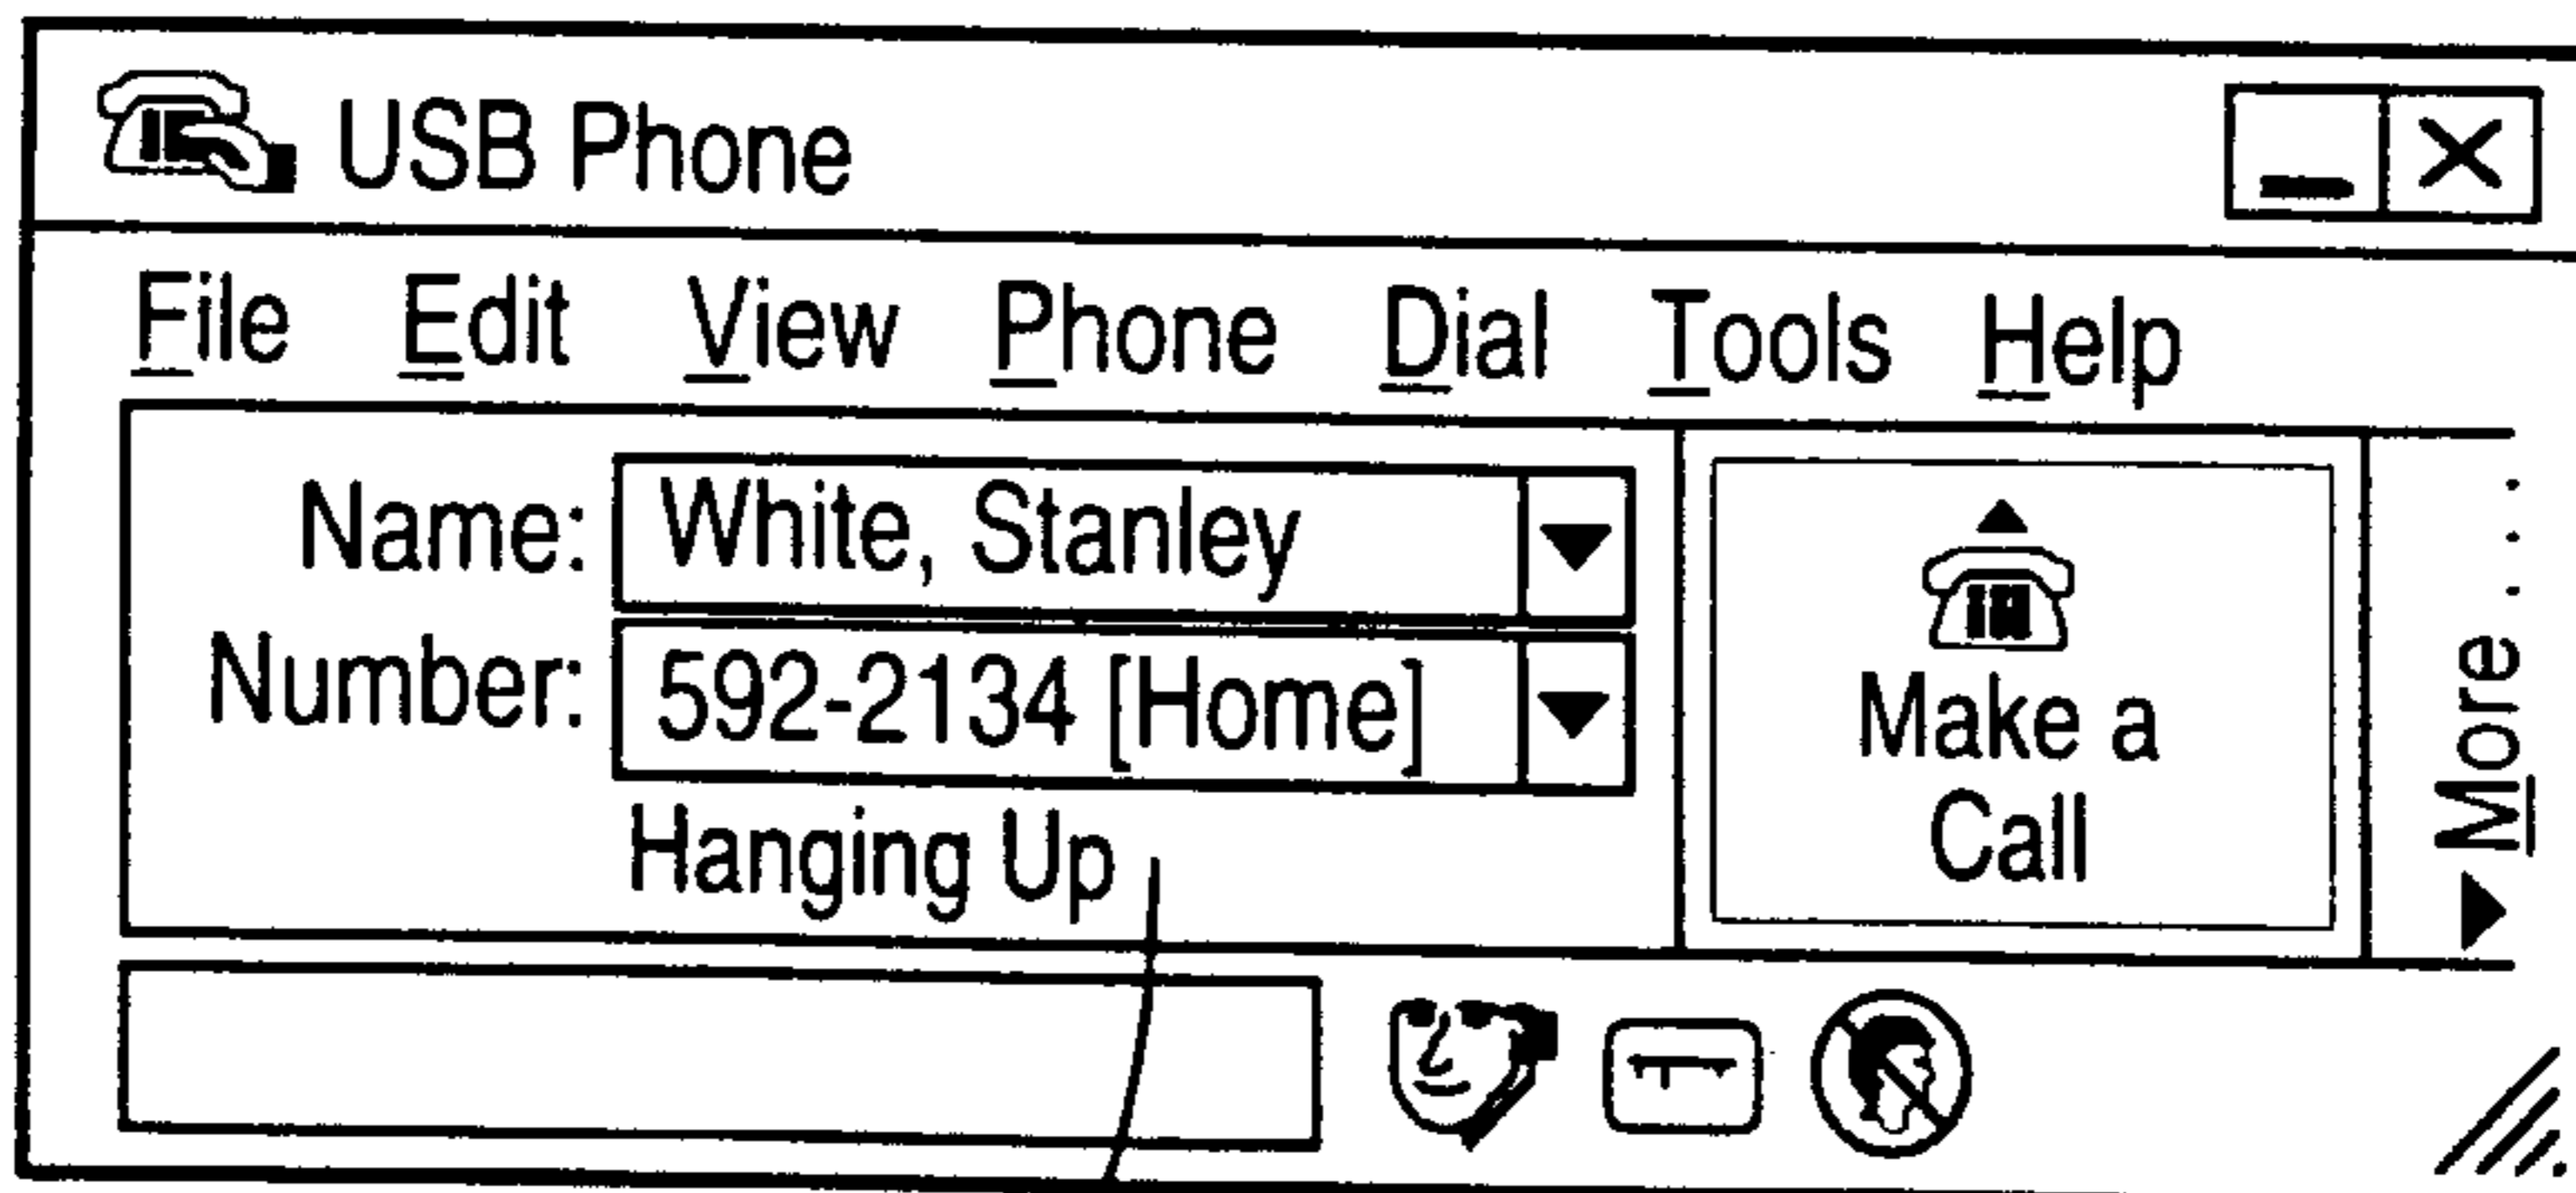 USB Phone
File Edit View Phone Dial Tools Help
Name: White, Stanley
Number: 592-2134 [Home]
Hanging Up
Make a
Call
More . . .